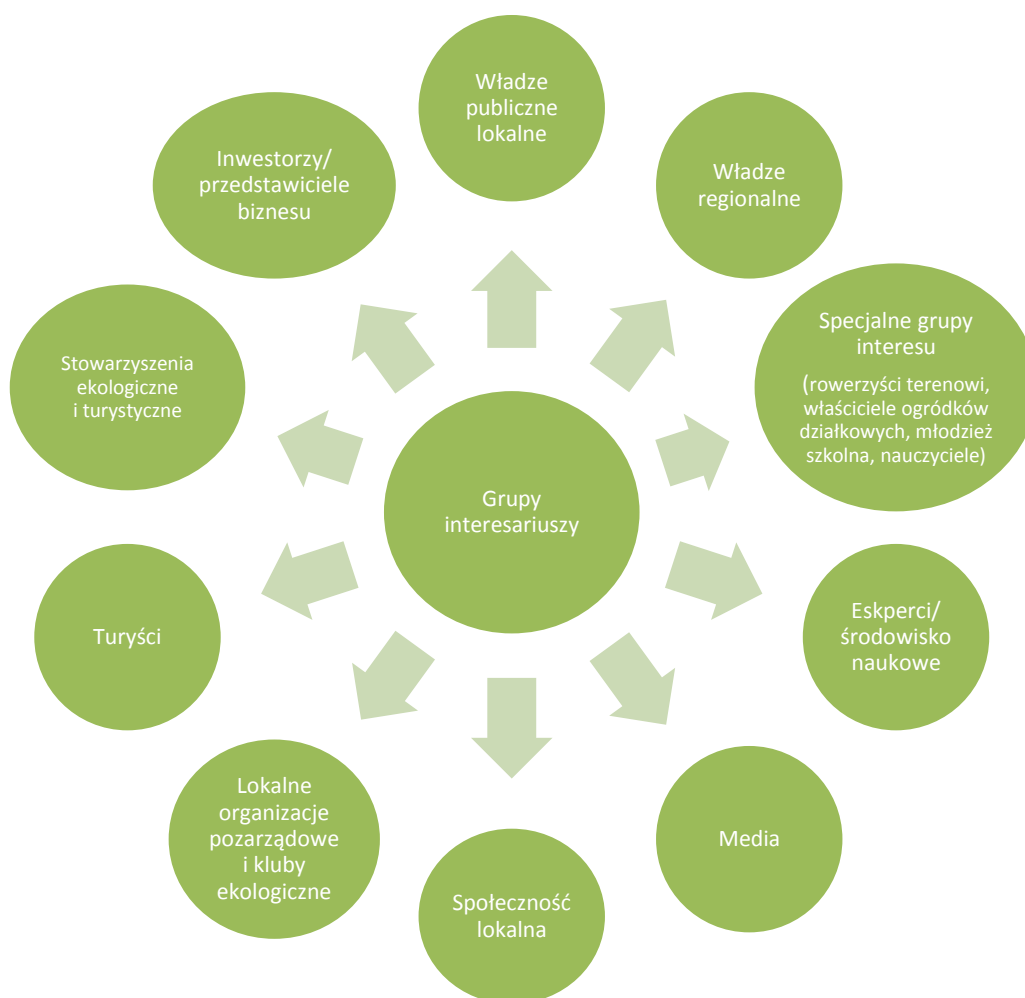 Władze
publiczne
lokalne
Władze
regionalne
Specjalne grupy
interesu
(rowerzyści terenowi,
właściciele ogródków
działkowych, młodzież
szkolna, nauczyciele)
Eskperci/
środowisko
naukowe
Media
Społeczność
lokalna
Lokalne
organizacje
pozarządowe
i kluby
ekologiczne
Turyści
Stowarzyszenia
ekologiczne
i turystyczne
Inwestorzy/
przedstawiciele
biznesu
Grupy
interesariuszy